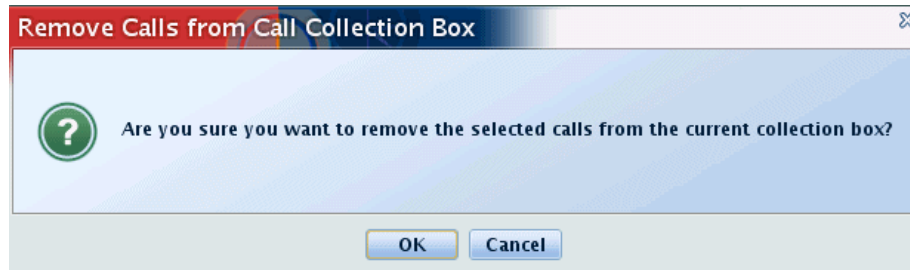 Remove Calls from Call Collection Box
Are you sure you want to remove the selected calls from the current collection box?
OK
Cancel